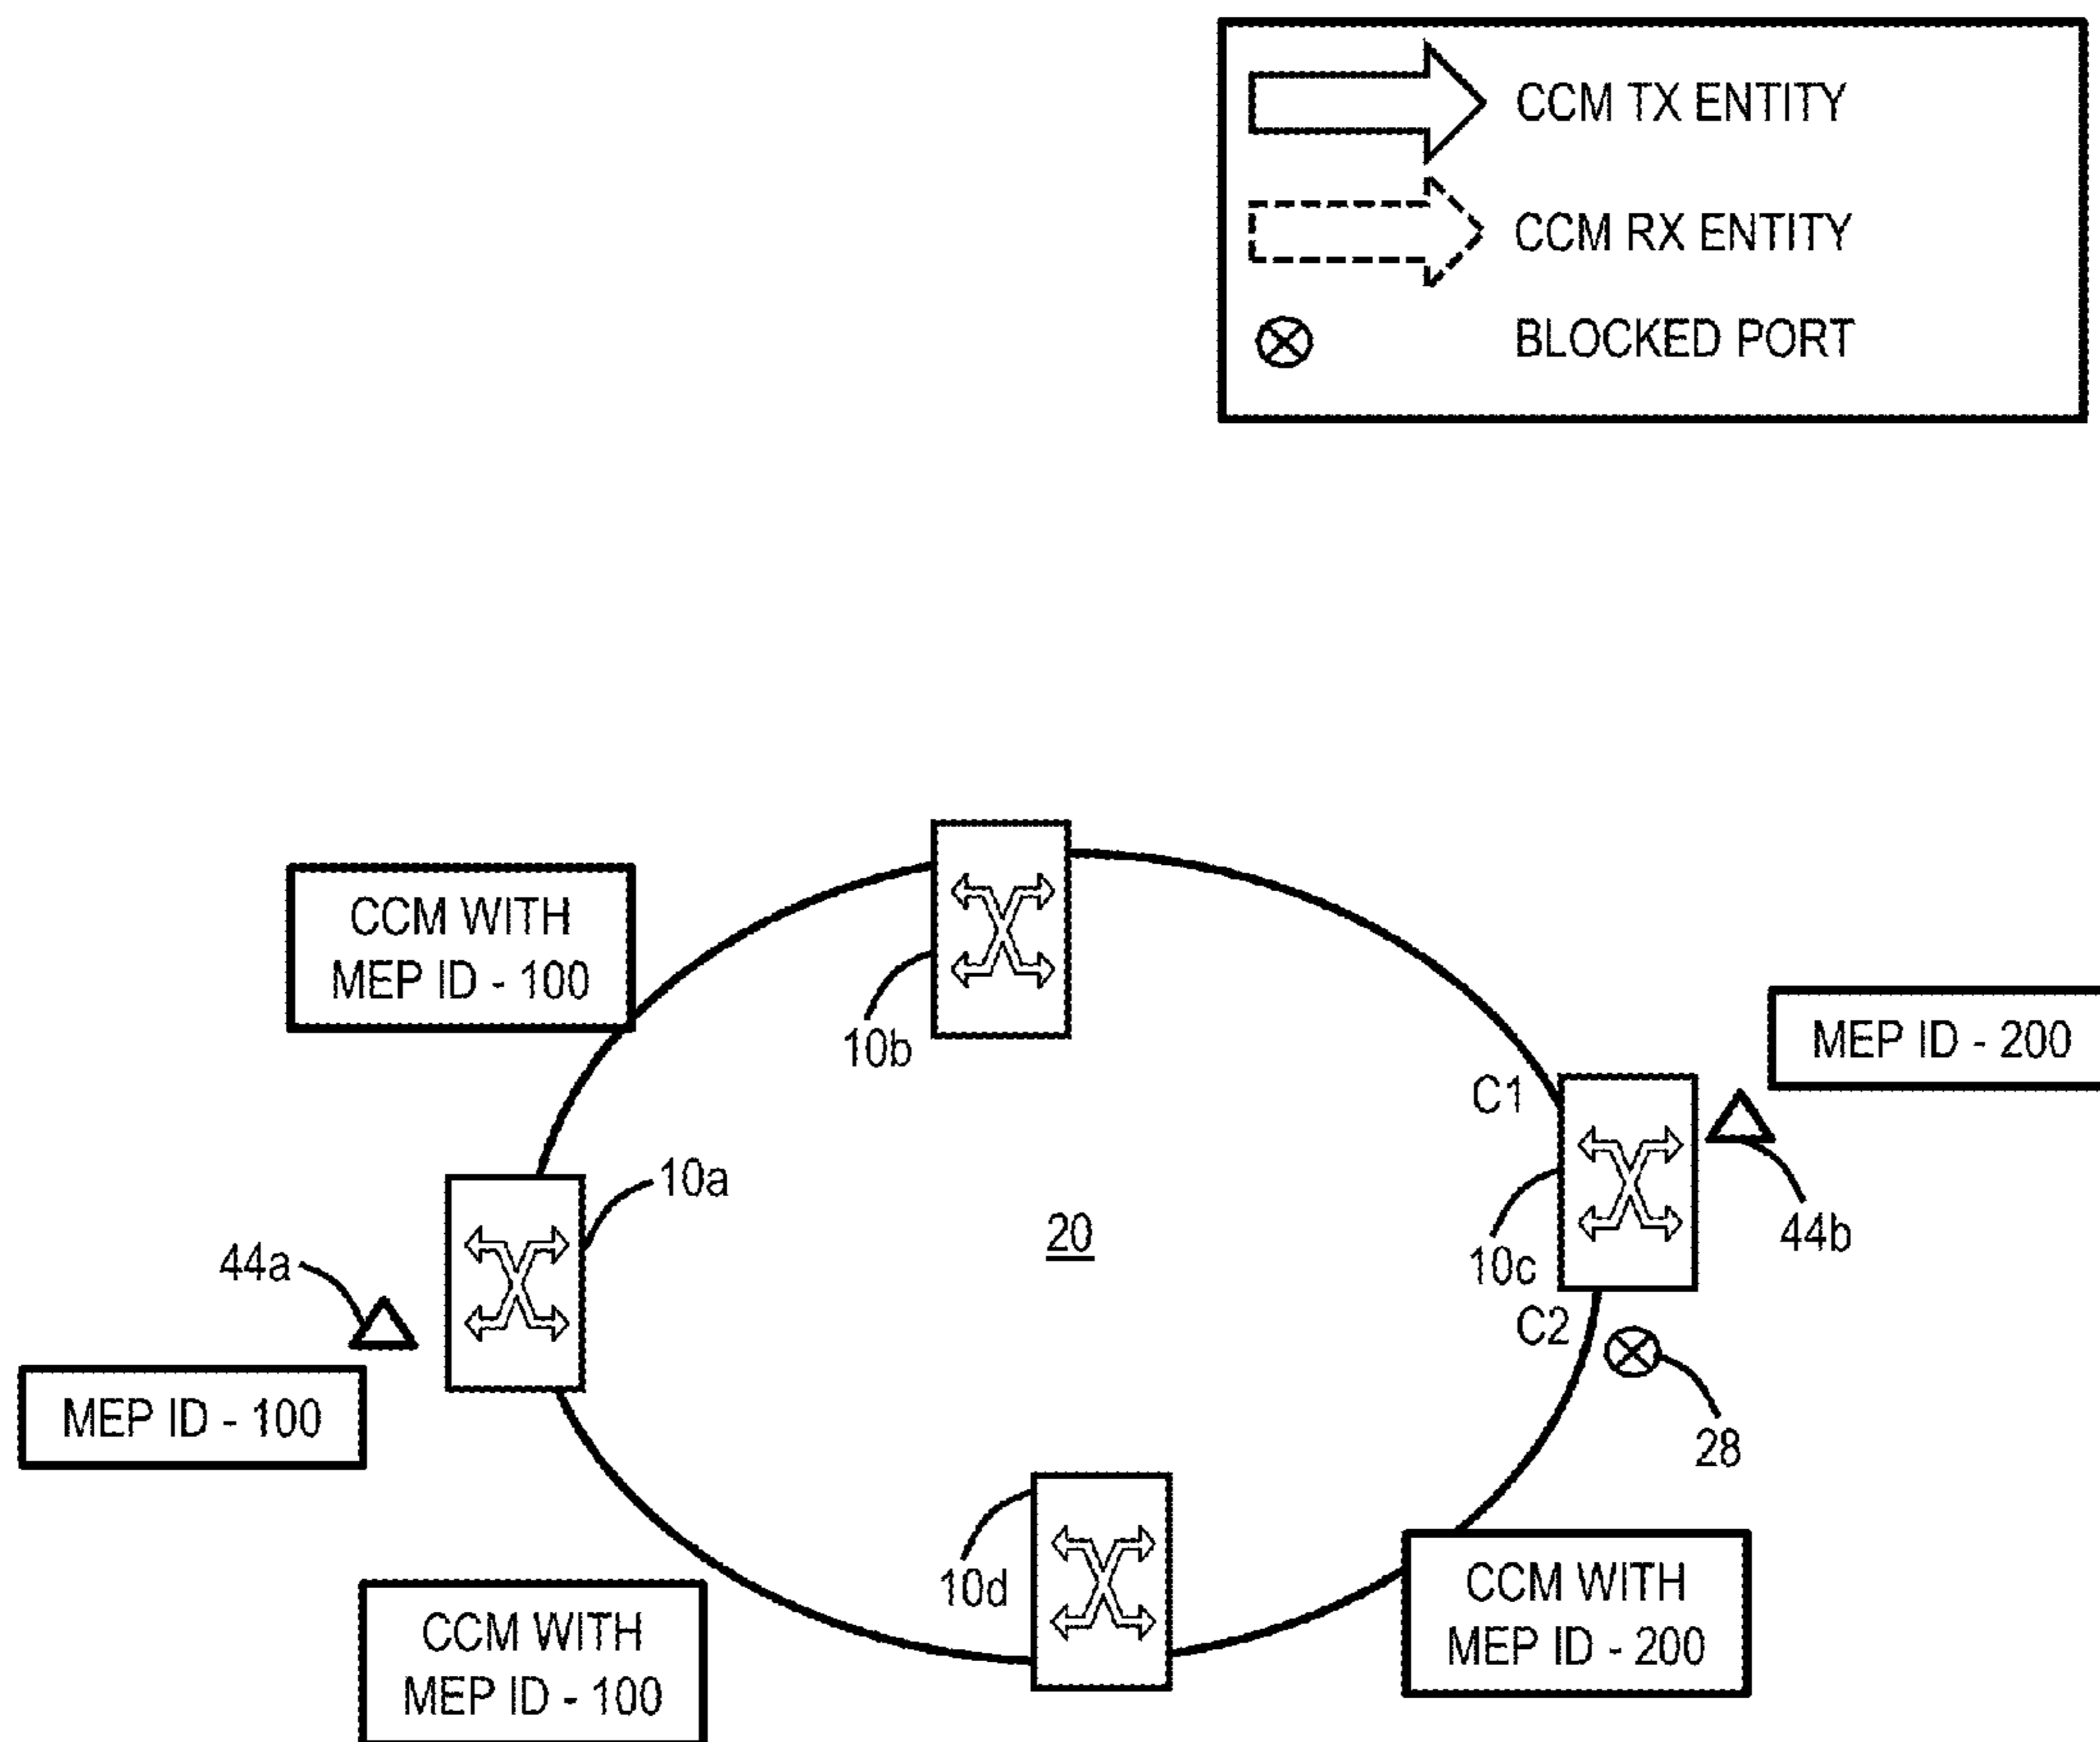 CCM TX ENTITY
CCM RX ENTITY
BLOCKED PORT
CCM WITH
MEP ID - 100
10b
MEP ID - 200
C1
10a
44a
20
10c
44b
C2
MEP ID - 100
28
10d
CCM WITH
MEP ID - 200
CCM WITH
MEP ID - 100